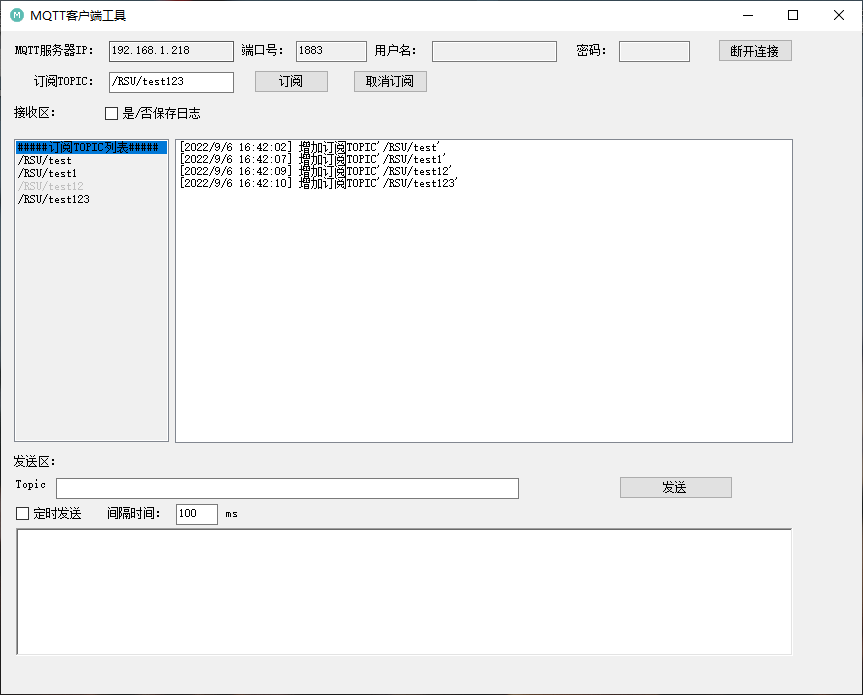 MQTT客户端工具
MQTT服务器IP: 192.168.1.218 端口号: 1883 用户名: 密码: 断开连接
订阅TOPIC: /RSU/test123 订阅 取消订阅
接收区: 是/否保存日志
#####订阅TOPIC列表#####
/RSU/test
/RSU/test1
/RSU/test12
/RSU/test123
[2022/9/6 16:42:02] 增加订阅TOPIC'/RSU/test'
[2022/9/6 16:42:07] 增加订阅TOPIC'/RSU/test1'
[2022/9/6 16:42:09] 增加订阅TOPIC'/RSU/test12'
[2022/9/6 16:42:10] 增加订阅TOPIC'/RSU/test123'
发送区:
Topic 发送
定时发送 间隔时间: 100 ms